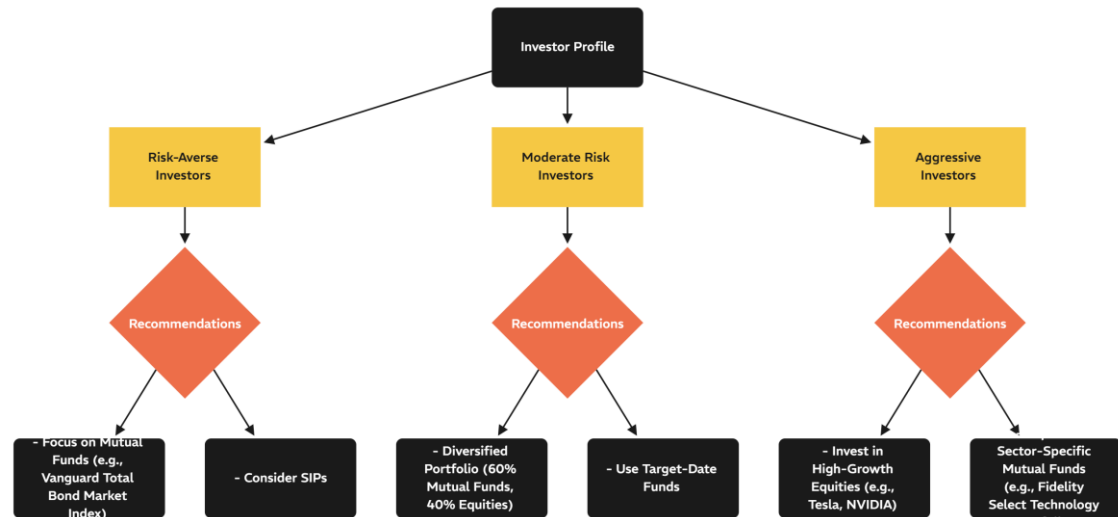 Investor Profile
Risk-Averse
Investors
Moderate Risk
Investors
Aggressive
Investors
Recommendations
Recommendations
Recommendations
- Focus on Mutual
Funds (e.g.,
Vanguard Total
Bond Market
Index)
- Consider SIPs
- Diversified
Portfolio (60%
Mutual Funds,
40% Equities)
- Use Target-Date
Funds
- Invest in
High-Growth
Equities (e.g.,
Tesla, NVIDIA)
Sector-Specific
Mutual Funds
(e.g., Fidelity
Select Technology